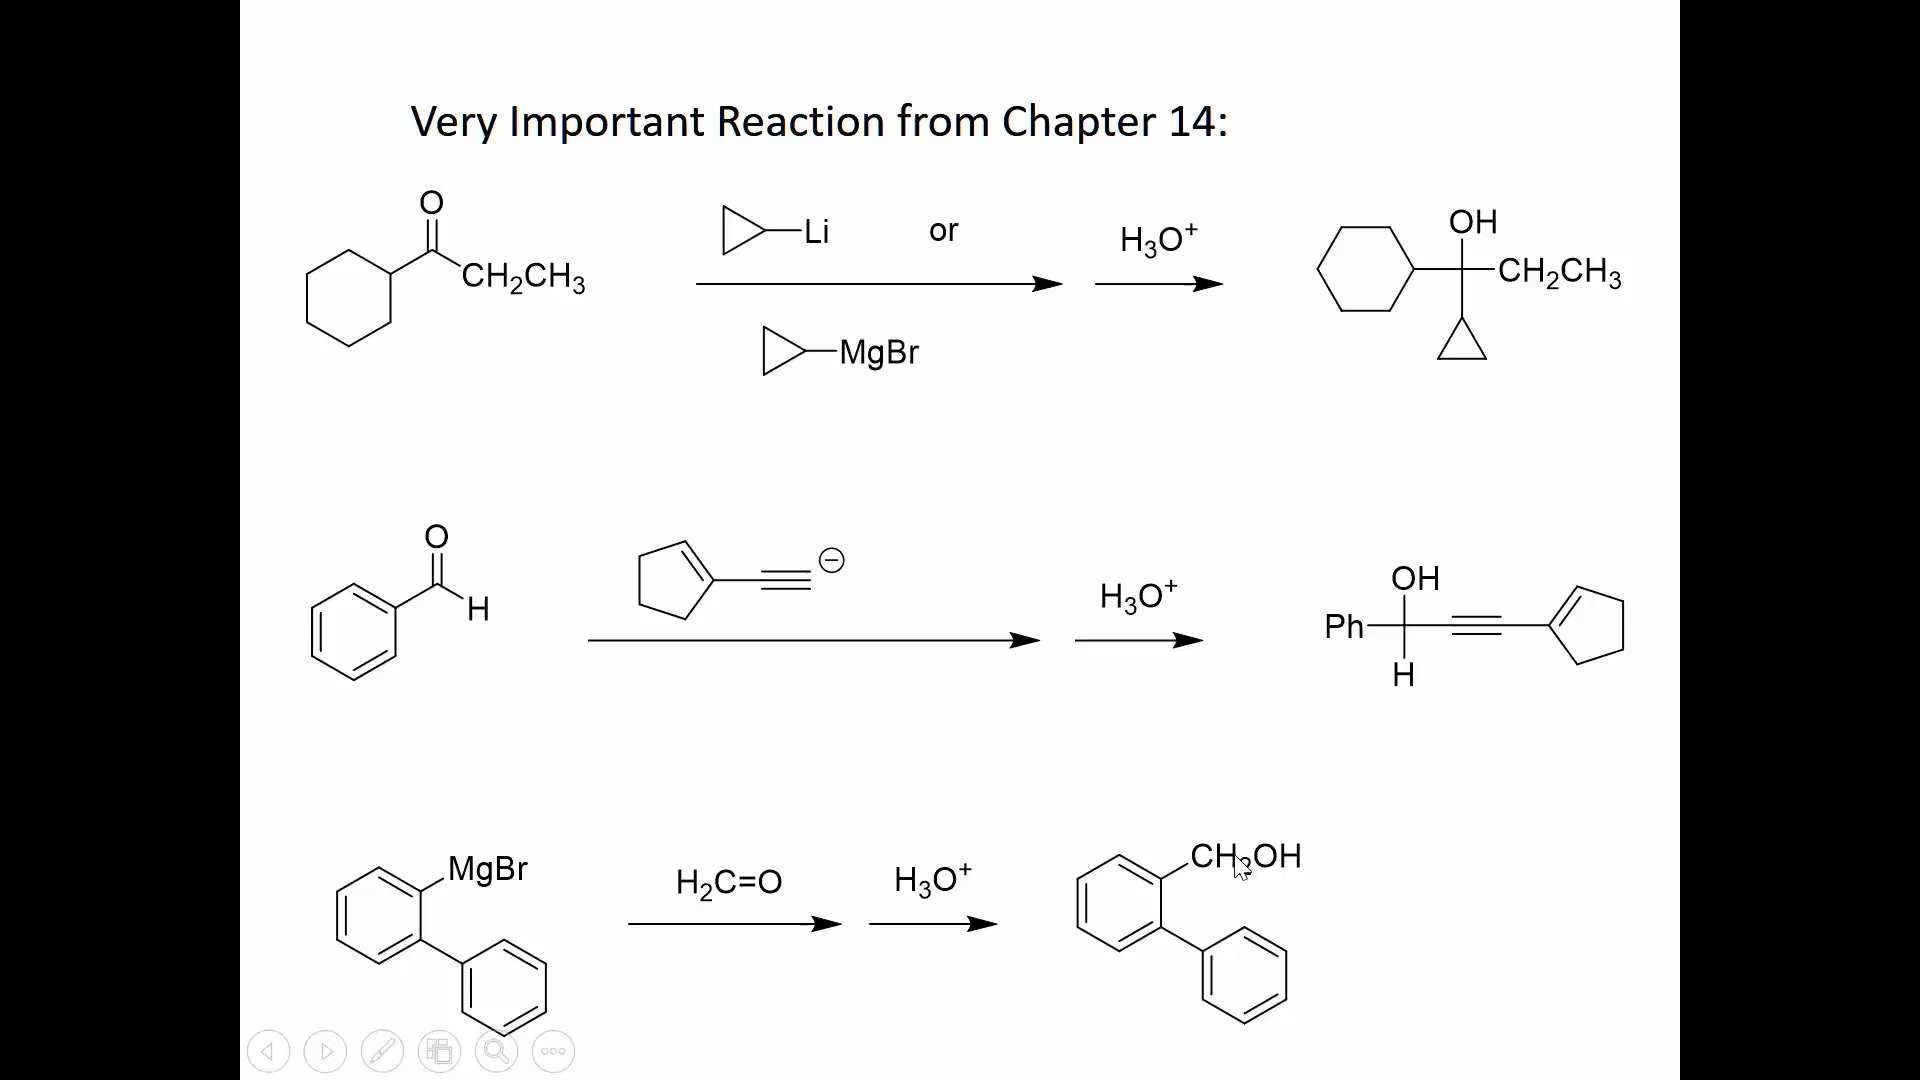 Very Important Reaction from Chapter 14:
O
CH₂CH₃
Li or
MgBr
H₃O⁺
OH
CH₂CH₃
O
H
⊖
H₃O⁺
OH
Ph
H
MgBr
H₂C=O
H₃O⁺
CH₂OH